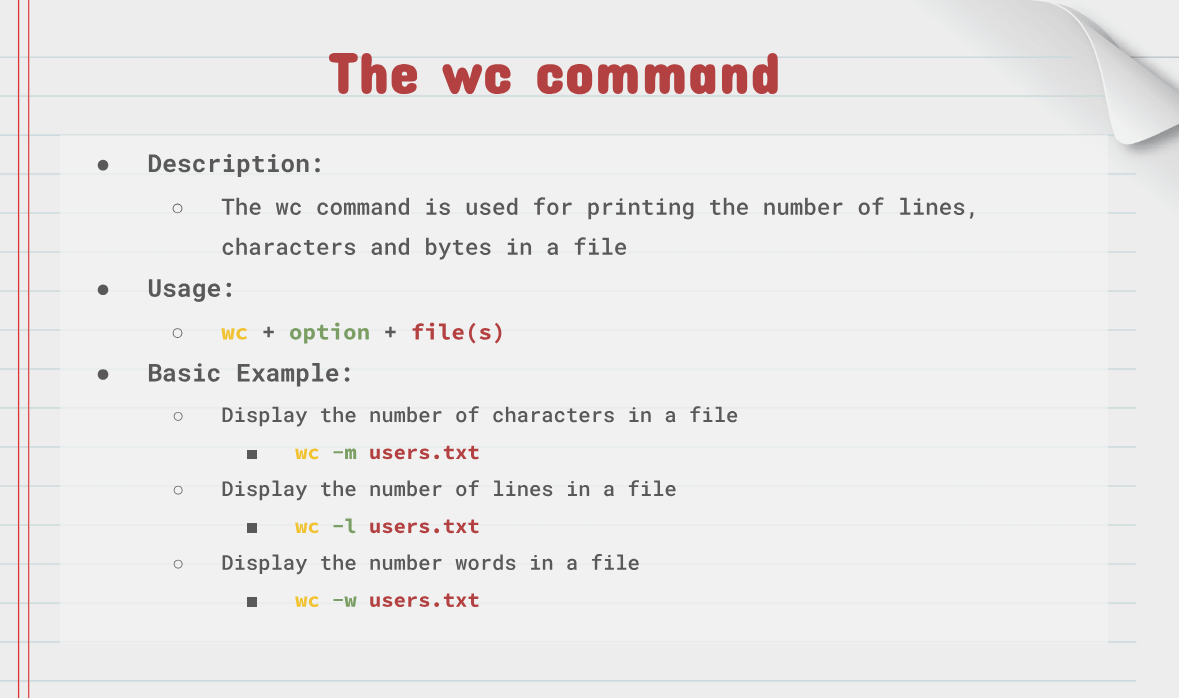 The wc command
● Description:
○ The wc command is used for printing the number of lines,
characters and bytes in a file
● Usage:
○ wc + option + file(s)
● Basic Example:
○ Display the number of characters in a file
■ wc -m users.txt
○ Display the number of lines in a file
■ wc -l users.txt
○ Display the number words in a file
■ wc -w users.txt